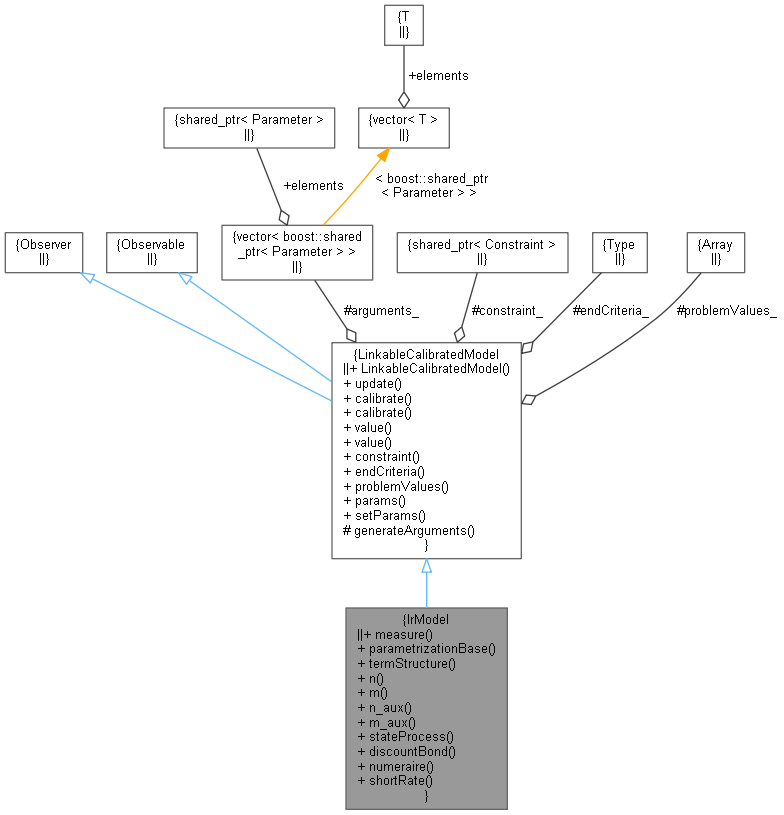 {T
||}
+elements
{shared_ptr< Parameter >
||}
{vector< T >
||}
+elements
< boost::shared_ptr
< Parameter > >
{Observer
||}
{Observable
||}
{vector< boost::shared
_ptr< Parameter > >
||}
{shared_ptr< Constraint >
||}
{Type
||}
{Array
||}
#arguments_
#constraint_
#endCriteria_
#problemValues_
{LinkableCalibratedModel
||+ LinkableCalibratedModel()
+ update()
+ calibrate()
+ calibrate()
+ value()
+ value()
+ constraint()
+ endCriteria()
+ problemValues()
+ params()
+ setParams()
# generateArguments()
}
{IrModel
||+ measure()
+ parametrizationBase()
+ termStructure()
+ n()
+ m()
+ n_aux()
+ m_aux()
+ stateProcess()
+ discountBond()
+ numeraire()
+ shortRate()
}